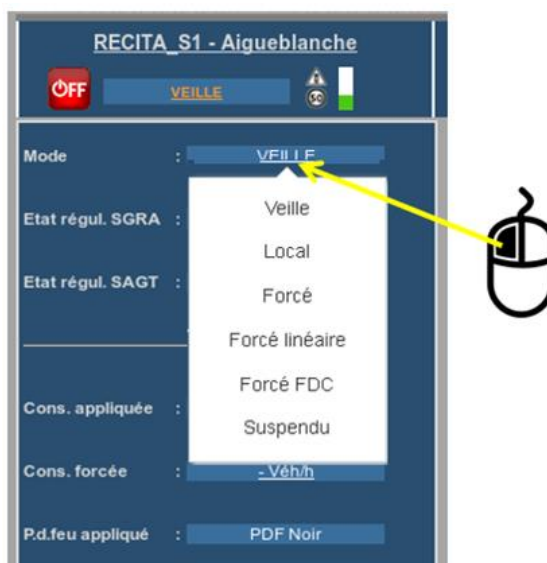 RECITA_S1 - Aigueblanche
OFF
VEILLE
50
Mode : VEILLE
Veille
Etat régul. SGRA :
Local
Etat régul. SAGT :
Forcé
Forcé linéaire
Forcé FDC
Cons. appliquée :
Suspendu
Cons. forcée : - Véh/h
P.d.feu appliqué : PDF Noir